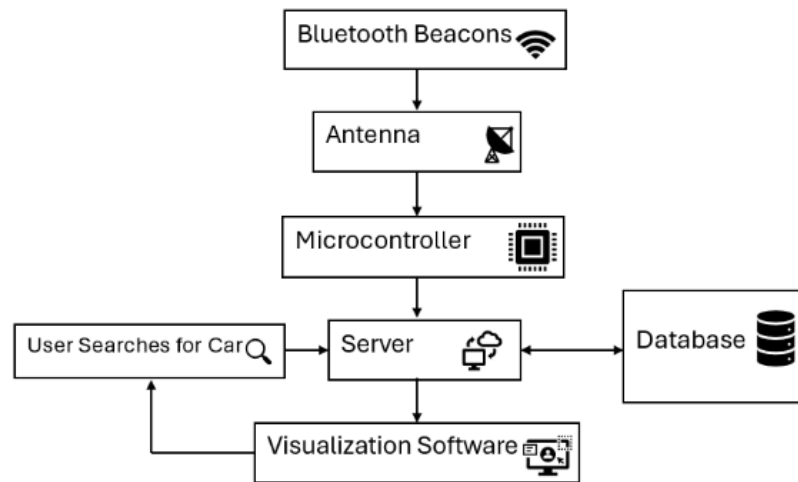 Bluetooth Beacons
Antenna
Microcontroller
User Searches for Car
Server
Database
Visualization Software